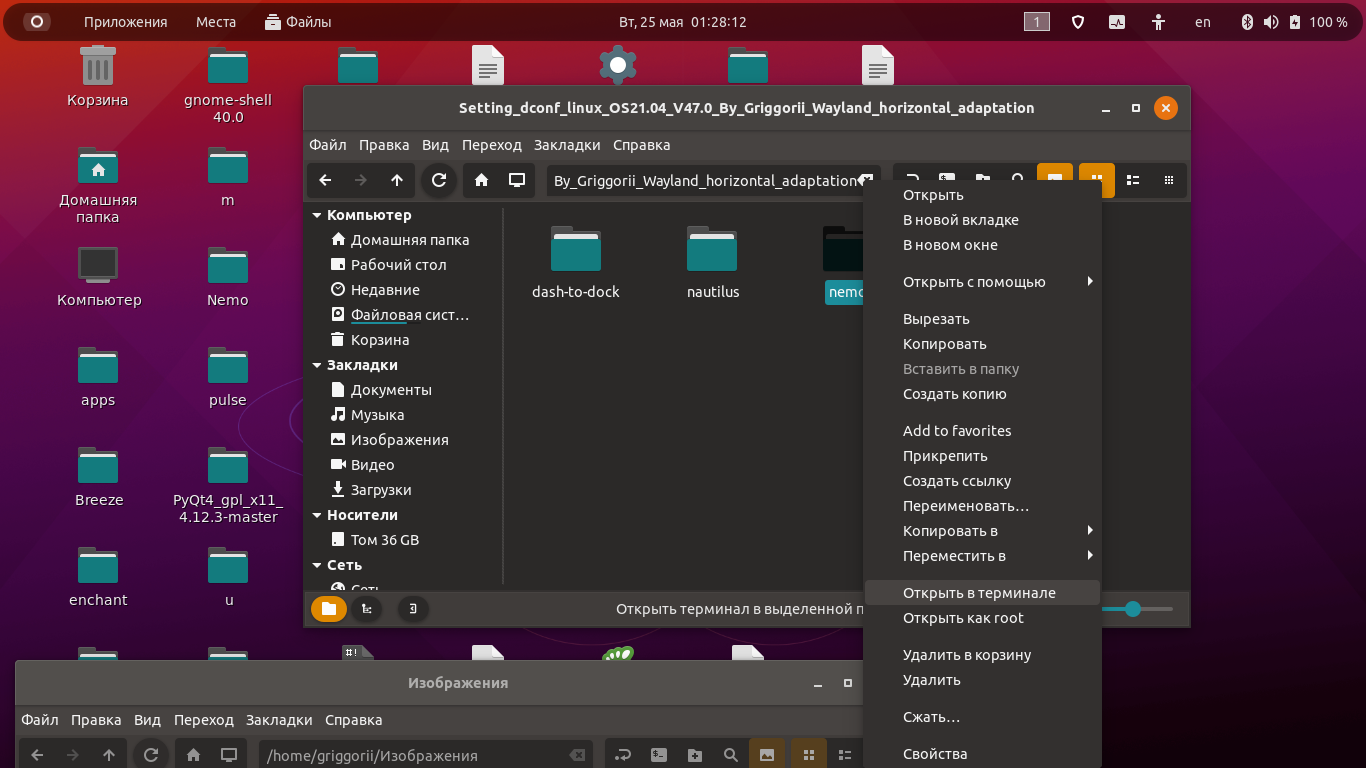 Приложения
Места
Файлы
Вт, 25 мая 01:28:12
1
en
100 %
Корзина
gnome-shell
40.0
Домашняя
папка
m
Компьютер
Nemo
apps
pulse
Breeze
PyQt4_gpl_x11_
4.12.3-master
enchant
u
Setting_dconf_linux_OS21.04_V47.0_By_Griggorii_Wayland_horizontal_adaptation
Файл Правка Вид Переход Закладки Справка
By_Griggorii_Wayland_horizontal_adaptation
Компьютер
Домашняя папка
Рабочий стол
Недавние
Файловая сист…
Корзина
Закладки
Документы
Музыка
Изображения
Видео
Загрузки
Носители
Том 36 GB
Сеть
Сеть
dash-to-dock
nautilus
nemo
Открыть терминал в выделенной п
Открыть
В новой вкладке
В новом окне
Открыть с помощью
Вырезать
Копировать
Вставить в папку
Создать копию
Add to favorites
Прикрепить
Создать ссылку
Переименовать…
Копировать в
Переместить в
Открыть в терминале
Открыть как root
Удалить в корзину
Удалить
Сжать…
Свойства
#!
Изображения
Файл Правка Вид Переход Закладки Справка
/home/griggorii/Изображения